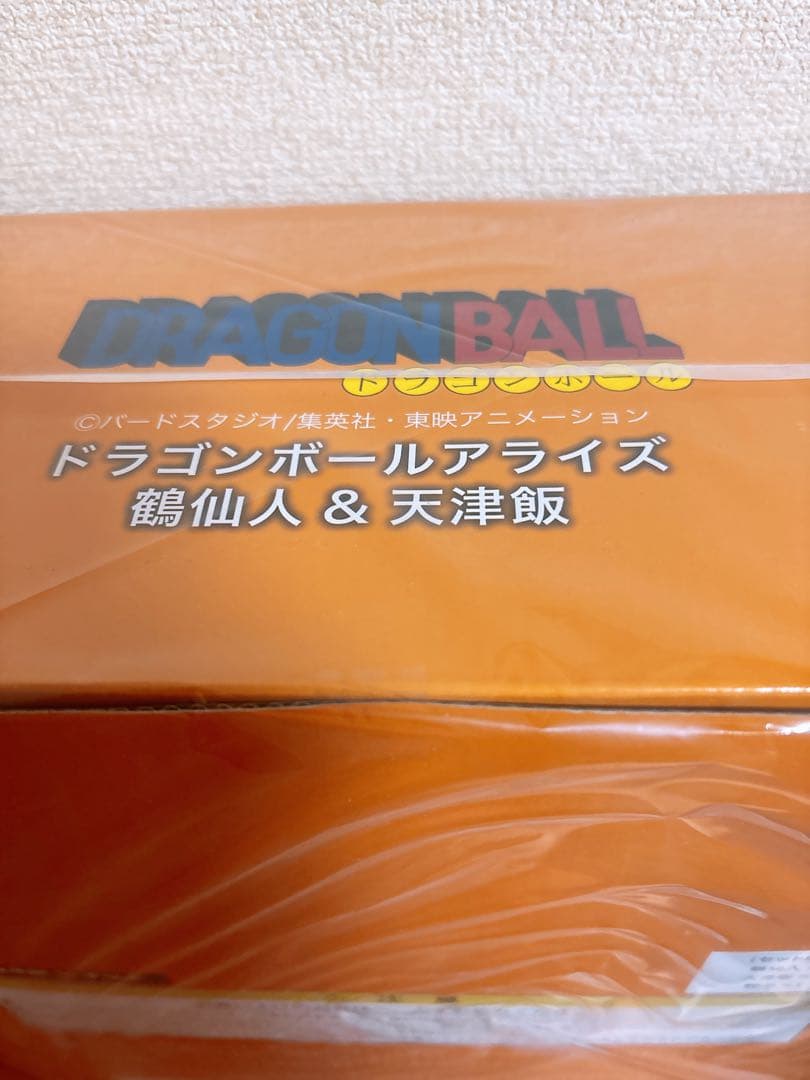 DRAGON BALL
ドラゴンボール
©バードスタジオ/集英社・東映アニメーション
ドラゴンボールアライズ
鶴仙人 & 天津飯